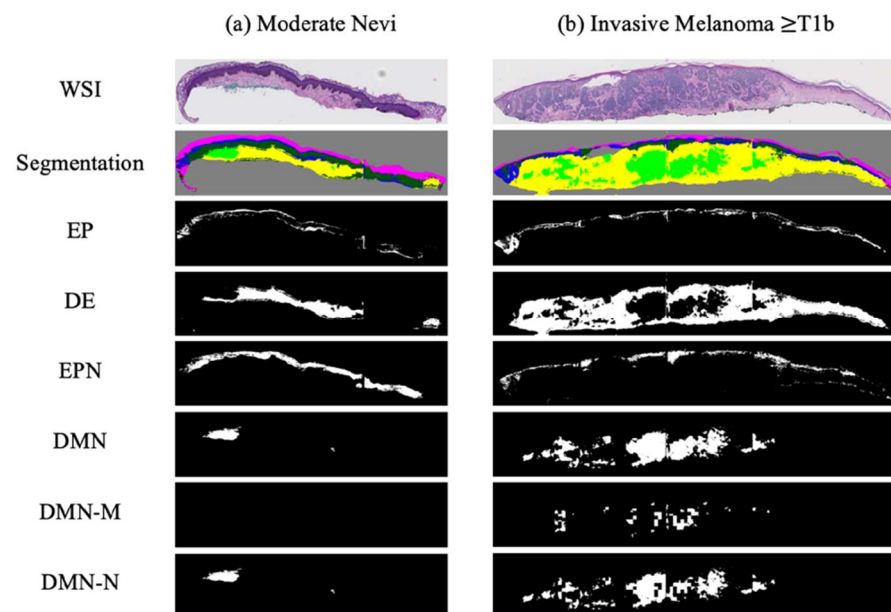 (a) Moderate Nevi
(b) Invasive Melanoma ≥T1b
WSI
Segmentation
EP
DE
EPN
DMN
DMN-M
DMN-N